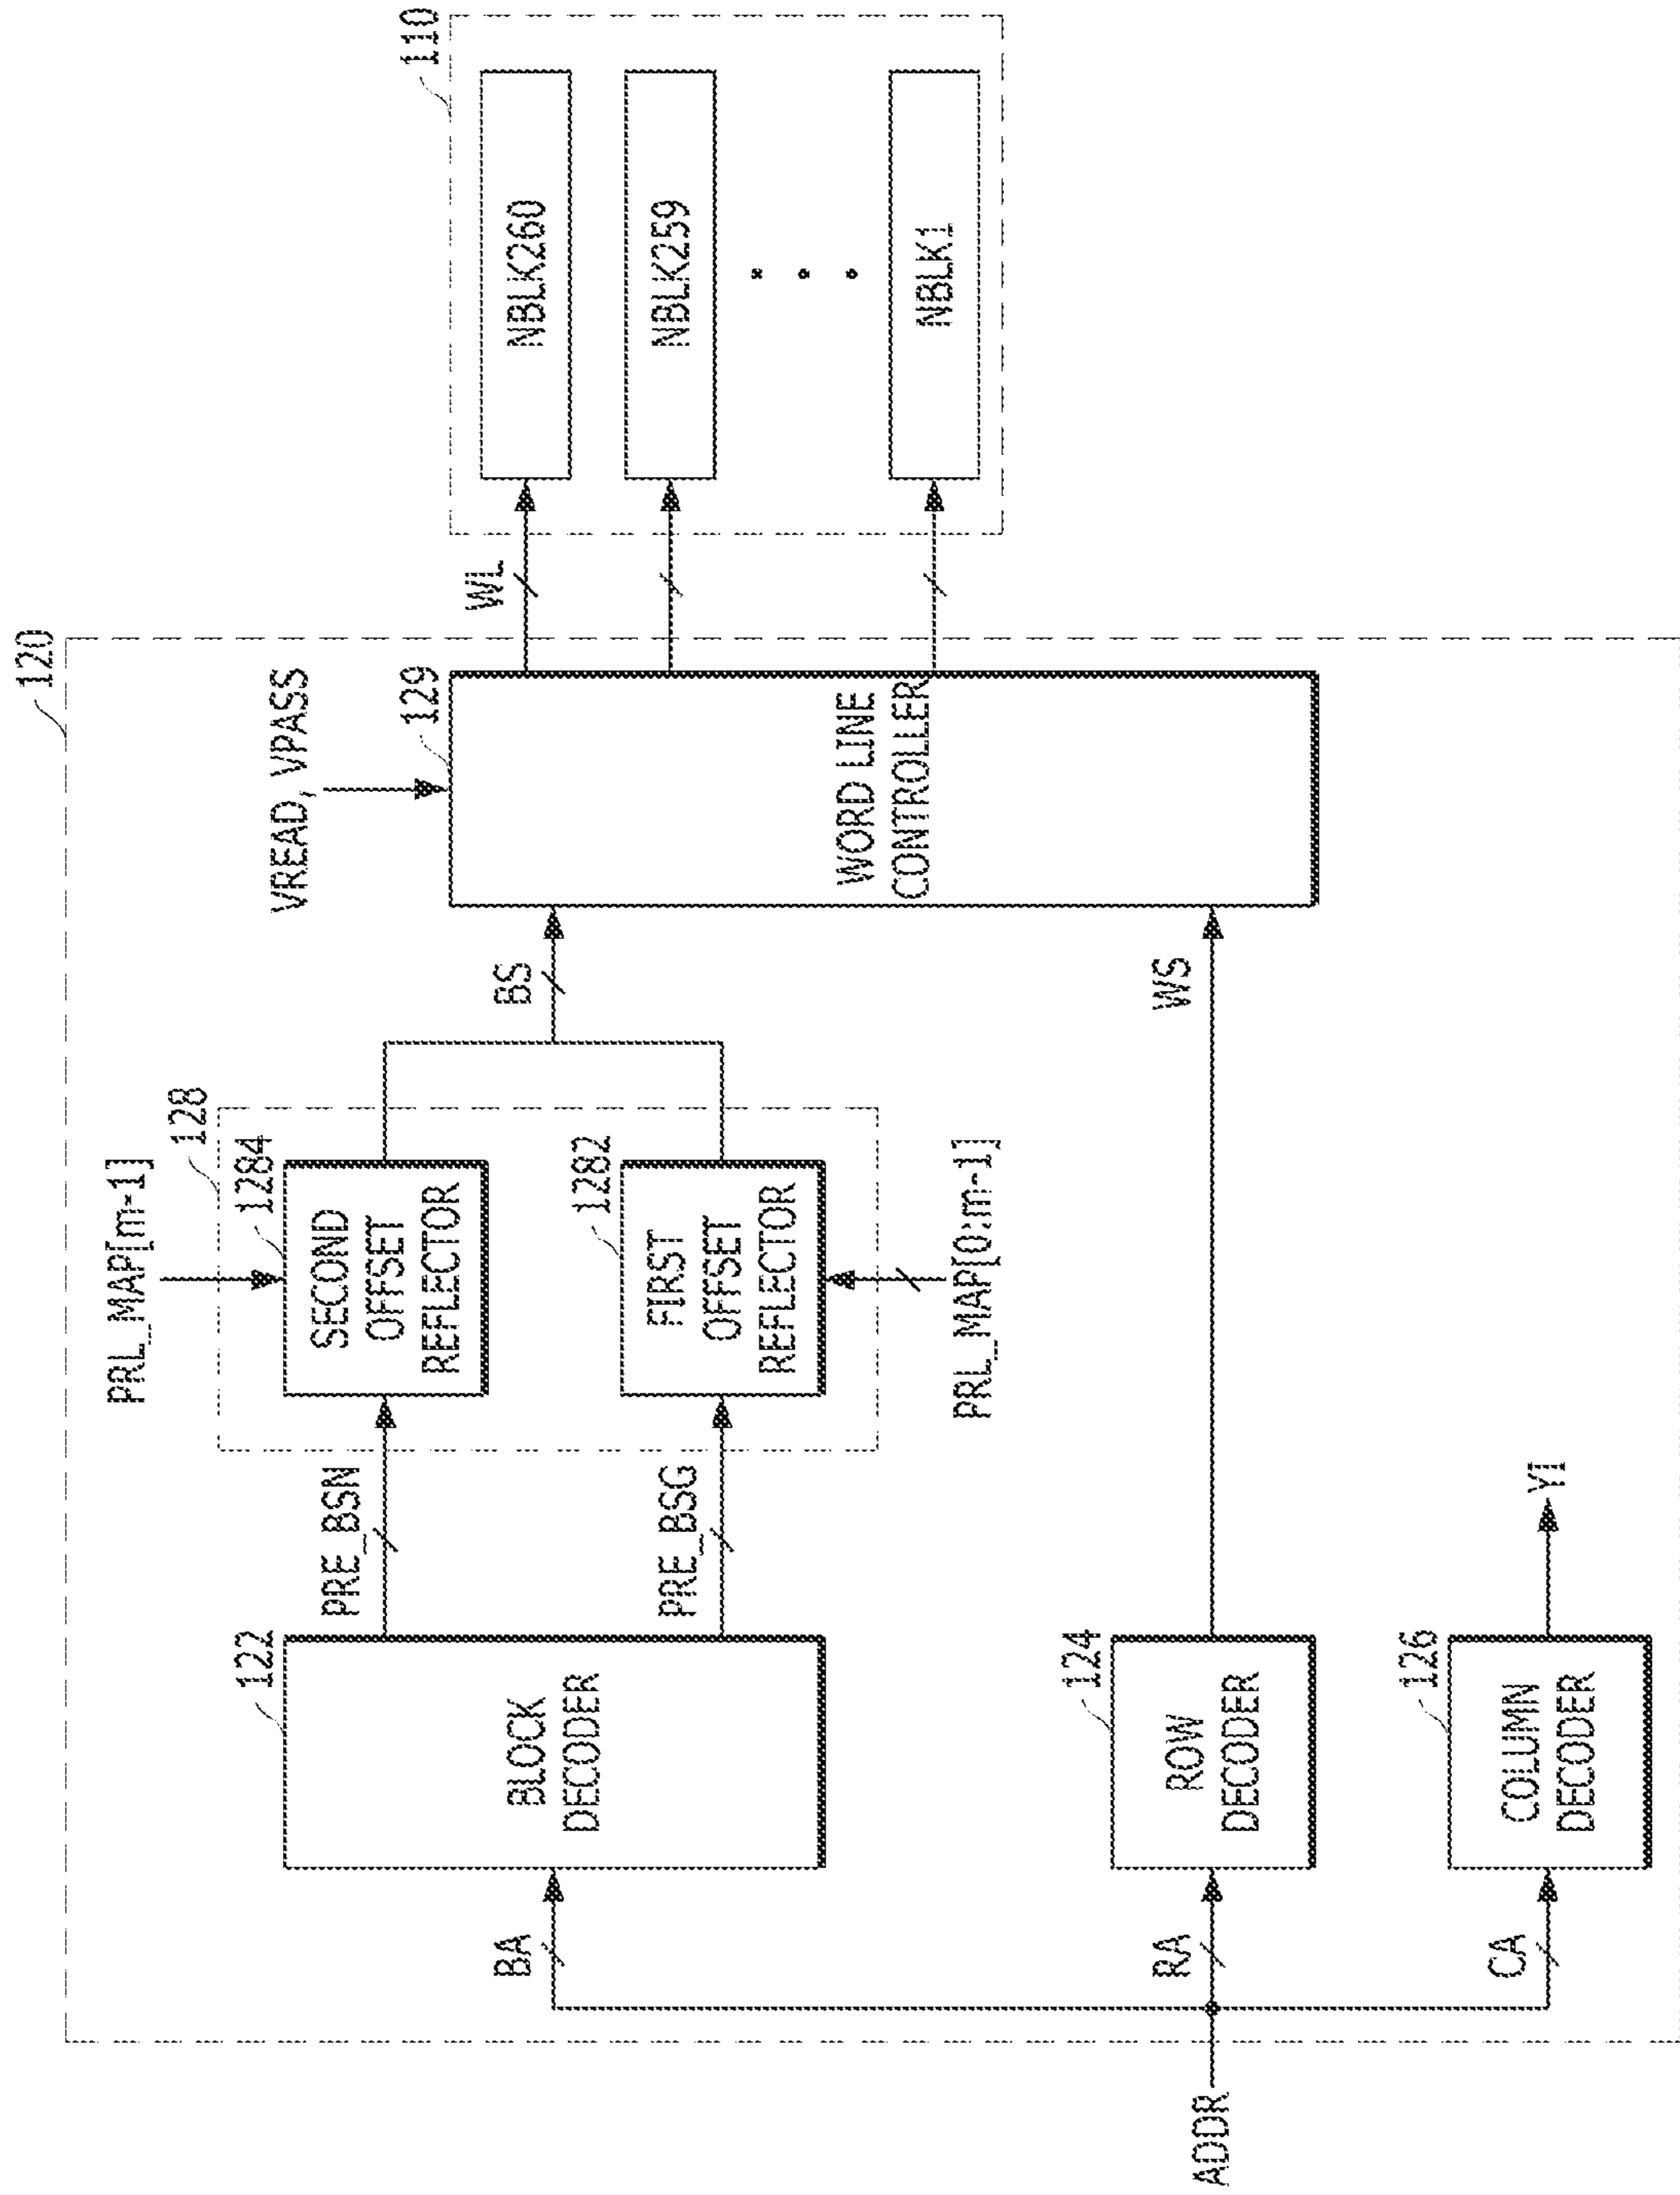 120
110
VREAD, VPASS
129
WL
NBLK260
NBLK259
NBLK1
WORD LINE
CONTROLLER
PRL_MAP[m-1]
128
1284
SECOND
OFFSET
REFLECTOR
1282
FIRST
OFFSET
REFLECTOR
PRL_MAP[0:m-1]
BS
WS
PRE_BSN
PRE_BSG
122
BLOCK
DECODER
124
ROW
DECODER
126
COLUMN
DECODER
YI
BA
RA
CA
ADDR